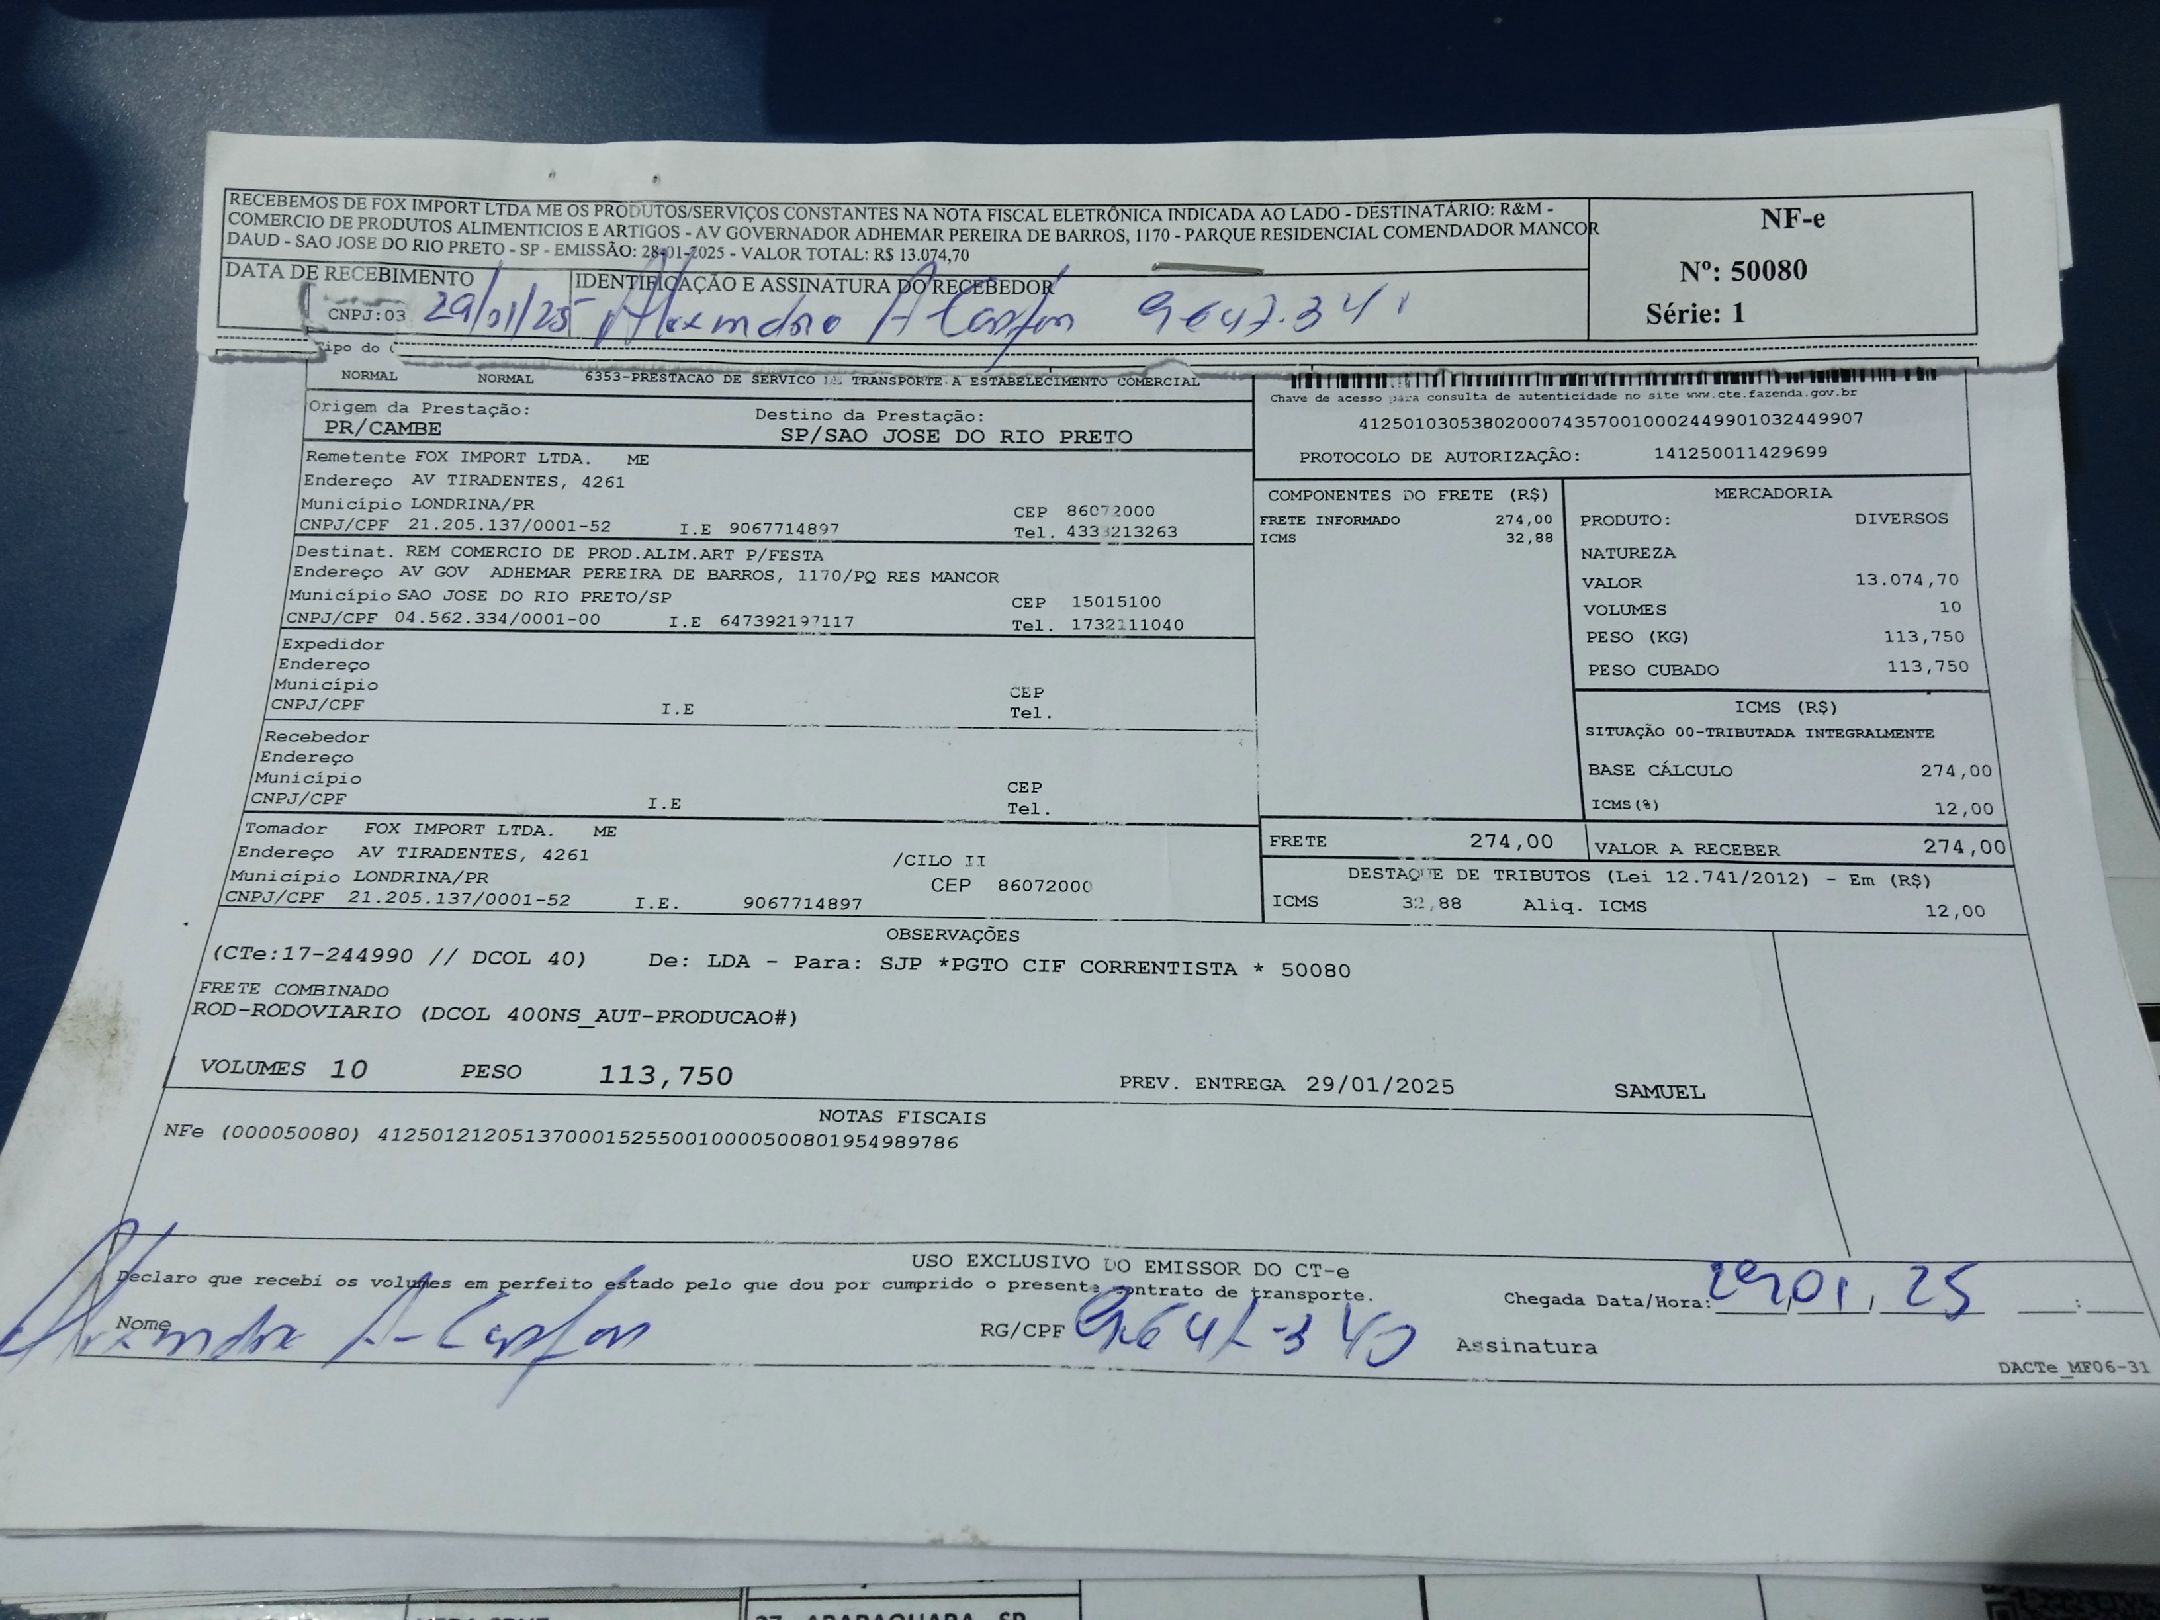 RECEBEMOS DE FOX IMPORT LTDA ME OS PRODUTOS/SERVIÇOS CONSTANTES NA NOTA FISCAL ELETRÔNICA INDICADA AO LADO - DESTINATÁRIO: R&M -
COMERCIO DE PRODUTOS ALIMENTICIOS E ARTIGOS - AV GOVERNADOR ADHEMAR PEREIRA DE BARROS, 1170 - PARQUE RESIDENCIAL COMENDADOR MANCOR
DAUD - SAO JOSE DO RIO PRETO - SP - EMISSÃO: 28-01-2025 - VALOR TOTAL: R$ 13.074,70
NF-e
Nº: 50080
Série: 1
DATA DE RECEBIMENTO
IDENTIFICAÇÃO E ASSINATURA DO RECEBEDOR
CNPJ:03
29/01/25 Alexandre A 9647.34
Tipo do
NORMAL NORMAL 6353-PRESTACAO DE SERVICO DE TRANSPORTE A ESTABELECIMENTO COMERCIAL
Chave de acesso para consulta de autenticidade no site www.cte.fazenda.gov.br
41250103053802000743570010002449901032449907
PROTOCOLO DE AUTORIZAÇÃO: 141250011429699
Origem da Prestação: Destino da Prestação:
PR/CAMBE SP/SAO JOSE DO RIO PRETO
Remetente FOX IMPORT LTDA. ME
Endereço AV TIRADENTES, 4261
Município LONDRINA/PR CEP 86072000
CNPJ/CPF 21.205.137/0001-52 I.E 9067714897 Tel. 4333213263
Destinat. REM COMERCIO DE PROD.ALIM.ART P/FESTA
Endereço AV GOV ADHEMAR PEREIRA DE BARROS, 1170/PQ RES MANCOR
Município SAO JOSE DO RIO PRETO/SP CEP 15015100
CNPJ/CPF 04.562.334/0001-00 I.E 647392197117 Tel. 1732111040
Expedidor
Endereço
Município CEP
CNPJ/CPF I.E Tel.
Recebedor
Endereço
Município CEP
CNPJ/CPF I.E Tel.
Tomador FOX IMPORT LTDA. ME
Endereço AV TIRADENTES, 4261 /CILO II
Município LONDRINA/PR CEP 86072000
CNPJ/CPF 21.205.137/0001-52 I.E. 9067714897
COMPONENTES DO FRETE (R$)
FRETE INFORMADO 274,00
ICMS 32,88
MERCADORIA
PRODUTO: DIVERSOS
NATUREZA
VALOR 13.074,70
VOLUMES 10
PESO (KG) 113,750
PESO CUBADO 113,750
ICMS (R$)
SITUAÇÃO 00-TRIBUTADA INTEGRALMENTE
BASE CÁLCULO 274,00
ICMS(%) 12,00
FRETE 274,00 VALOR A RECEBER 274,00
DESTAQUE DE TRIBUTOS (Lei 12.741/2012) - Em (R$)
ICMS 32,88 Aliq. ICMS 12,00
OBSERVAÇÕES
(CTe:17-244990 // DCOL 40) De: LDA - Para: SJP *PGTO CIF CORRENTISTA * 50080
FRETE COMBINADO
ROD-RODOVIARIO (DCOL 400NS_AUT-PRODUCAO#)
VOLUMES 10 PESO 113,750 PREV. ENTREGA 29/01/2025 SAMUEL
NOTAS FISCAIS
NFe (000050080) 41250121205137000152550010000500801954989786
USO EXCLUSIVO DO EMISSOR DO CT-e
Declaro que recebi os volumes em perfeito estado pelo que dou por cumprido o presente contrato de transporte.
Chegada Data/Hora: 29,01,25 :
Nome Alexandre A RG/CPF Assinatura
DACTe_MF06-31